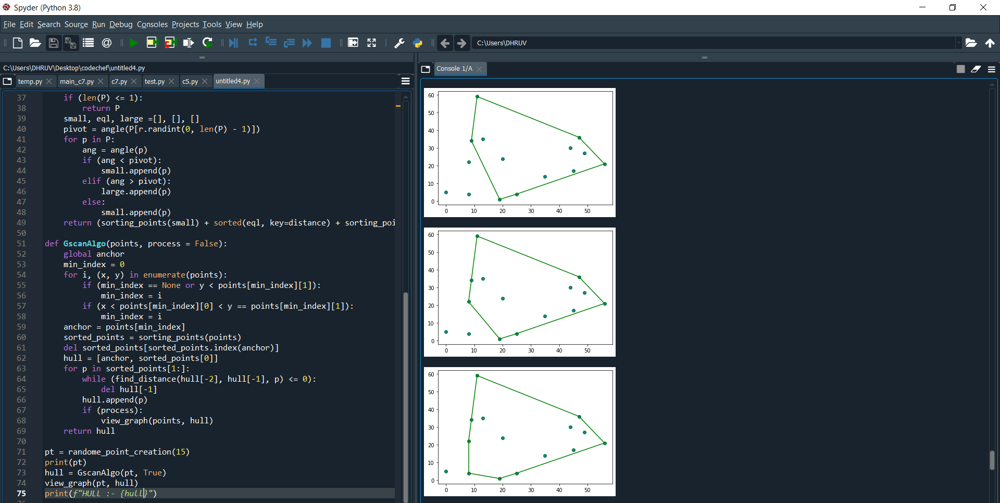 Spyder (Python 3.8)
File Edit Search Source Run Debug Consoles Projects Tools View Help
C:\Users\DHRUV
C:\Users\DHRUV\Desktop\codechef\untitled4.py
temp.py main_c7.py c7.py test.py c5.py untitled4.py
37 if (len(P) <= 1):
38 return P
39 small, eql, large =[], [], []
40 pivot = angle(P[r.randint(0, len(P) - 1)])
41 for p in P:
42 ang = angle(p)
43 if (ang < pivot):
44 small.append(p)
45 elif (ang > pivot):
46 large.append(p)
47 else:
48 small.append(p)
49 return (sorting_points(small) + sorted(eql, key=distance) + sorting_poi
50
51 def GscanAlgo(points, process = False):
52 global anchor
53 min_index = 0
54 for i, (x, y) in enumerate(points):
55 if (min_index == None or y < points[min_index][1]):
56 min_index = i
57 if (x < points[min_index][0] < y == points[min_index][1]):
58 min_index = i
59 anchor = points[min_index]
60 sorted_points = sorting_points(points)
61 del sorted_points[sorted_points.index(anchor)]
62 hull = [anchor, sorted_points[0]]
63 for p in sorted_points[1:]:
64 while (find_distance(hull[-2], hull[-1], p) <= 0):
65 del hull[-1]
66 hull.append(p)
67 if (process):
68 view_graph(points, hull)
69 return hull
70
71 pt = randome_point_creation(15)
72 print(pt)
73 hull = GscanAlgo(pt, True)
74 view_graph(pt, hull)
75 print(f"HULL :- {hull}")
Console 1/A
60
50
40
30
20
10
0
0 10 20 30 40 50
60
50
40
30
20
10
0
0 10 20 30 40 50
60
50
40
30
20
10
0
0 10 20 30 40 50